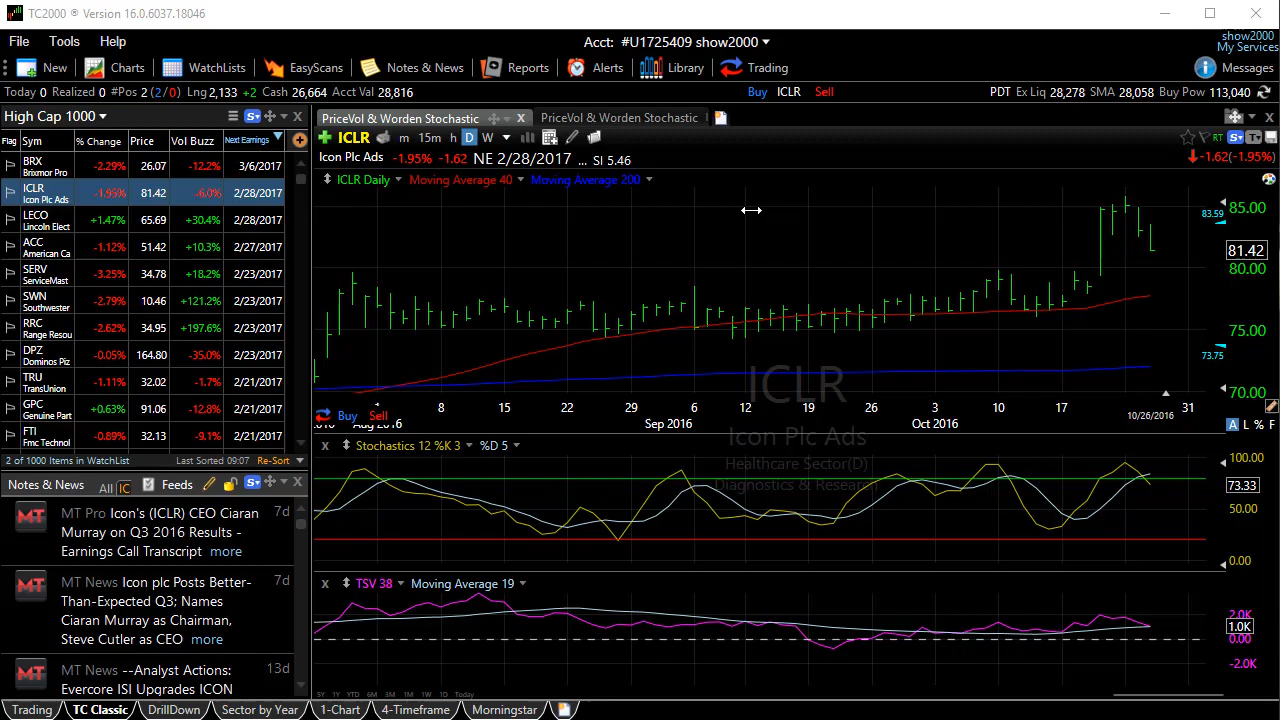 TC2000 ® Version 16.0.6037.18046
File Tools Help
Acct: #U1725409 show2000
show2000
My Services
New Charts WatchLists EasyScans Notes & News Reports Alerts Library Trading Messages
Today 0 Realized 0 #Pos 2 (2/0) Lng 2,133 +2 Cash 26,664 Acct Val 28,816 Buy ICLR Sell PDT Ex Liq 28,278 SMA 28,058 Buy Pow 113,040
High Cap 1000
Flag Sym % Change Price Vol Buzz Next Earnings
BRX
Brixmor Pro -2.29% 26.07 -12.2% 3/6/2017
ICLR
Icon Plc Ads -1.95% 81.42 -6.0% 2/28/2017
LECO
Lincoln Elect +1.47% 65.69 +30.4% 2/28/2017
ACC
American Ca -1.12% 51.42 +10.3% 2/27/2017
SERV
ServiceMast -3.25% 34.78 +18.2% 2/23/2017
SWN
Southwester -2.79% 10.46 +121.2% 2/23/2017
RRC
Range Resou -2.62% 34.95 +197.6% 2/23/2017
DPZ
Dominos Piz -0.05% 164.80 -35.0% 2/23/2017
TRU
TransUnion -1.11% 32.02 -1.7% 2/21/2017
GPC
Genuine Part +0.63% 91.06 -12.8% 2/21/2017
FTI
Fmc Technol -0.89% 32.13 -9.1% 2/21/2017
2 of 1000 Items in WatchList Last Sorted 09:07 Re-Sort
Notes & News All IC Feeds
MT Pro Icon's (ICLR) CEO Ciaran 7d
Murray on Q3 2016 Results -
Earnings Call Transcript more
MT News Icon plc Posts Better- 7d
Than-Expected Q3; Names
Ciaran Murray as Chairman,
Steve Cutler as CEO more
MT News --Analyst Actions: 13d
Evercore ISI Upgrades ICON
PriceVol & Worden Stochastic PriceVol & Worden Stochastic
ICLR m 15m h D W RT
Icon Plc Ads -1.95% -1.62 NE 2/28/2017 ... SI 5.46 -1.62(-1.95%)
ICLR Daily Moving Average 40 Moving Average 200
85.00
83.59
81.42
80.00
75.00
73.75
70.00
ICLR
Icon Plc Ads
Healthcare Sector(D)
Diagnostics & Research
Buy Sell
8 15 22 29 6 12 19 26 3 10 17 10/26/2016 31
Aug 2016 Sep 2016 Oct 2016
A L % F
Stochastics 12 %K 3 %D 5
100.00
73.33
50.00
0.00
TSV 38 Moving Average 19
2.0K
1.0K
0.00
-2.0K
5Y 1Y YTD 6M 3M 1M 1W 1D Today
Trading TC Classic DrillDown Sector by Year 1-Chart 4-Timeframe Morningstar